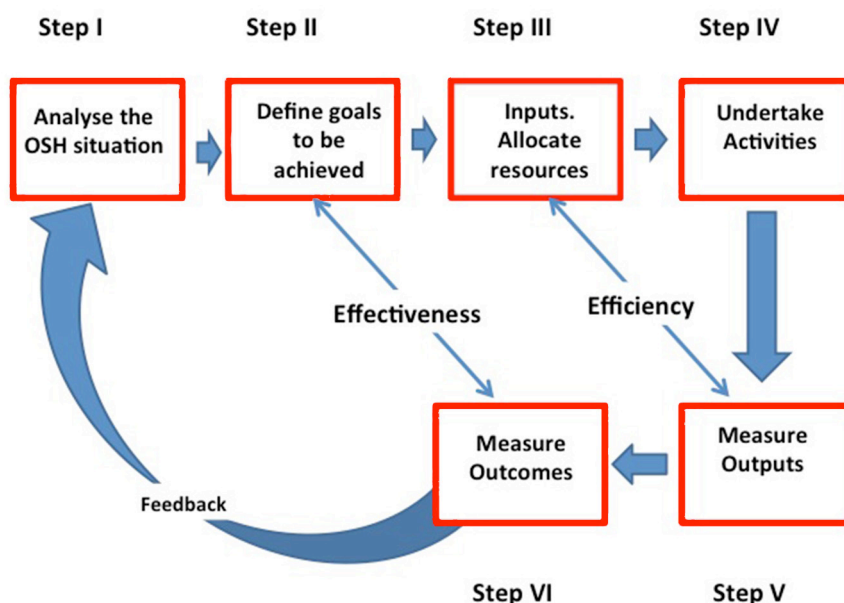 Step I
Step II
Step III
Step IV
Analyse the
OSH situation
Define goals
to be
achieved
Inputs.
Allocate
resources
Undertake
Activities
Effectiveness
Efficiency
Measure
Outcomes
Measure
Outputs
Feedback
Step VI
Step V